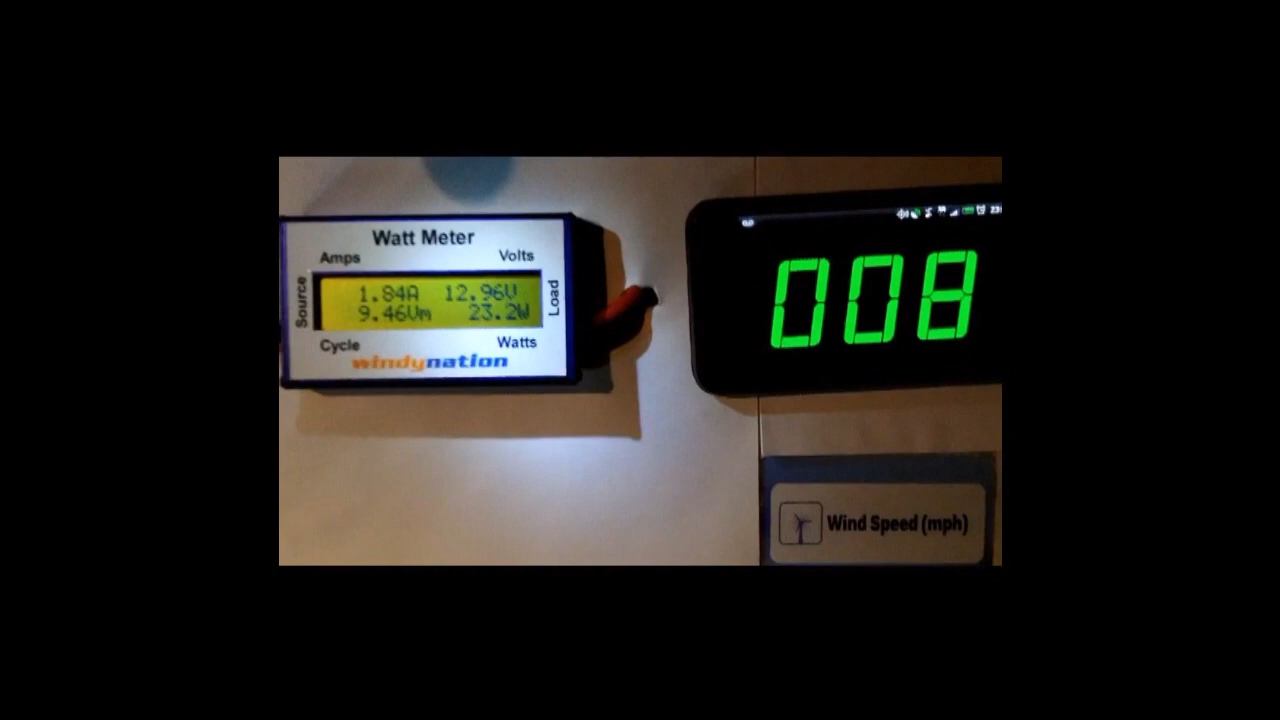 Watt Meter
Amps Volts
Source
1.84A 12.96V
9.46Vm 23.2W
Load
Cycle Watts
windynation
008
Wind Speed (mph)